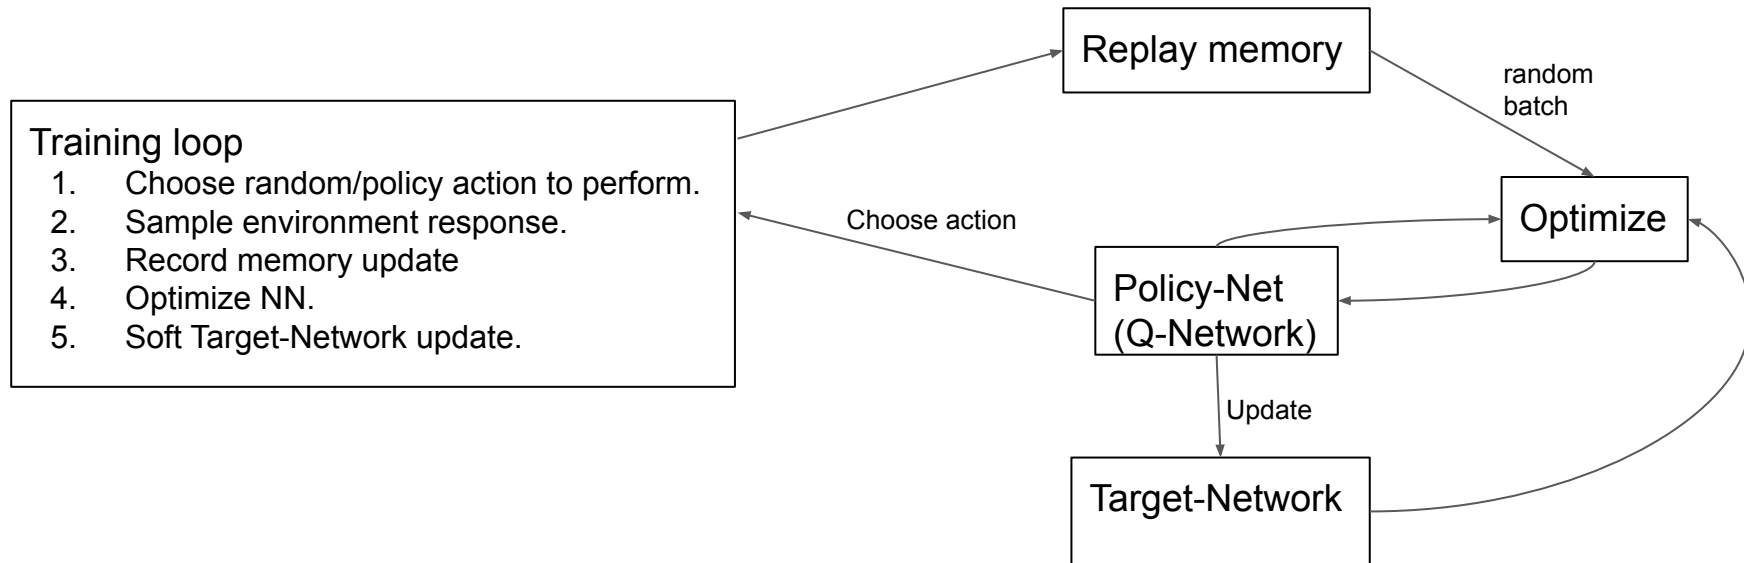 Replay memory
random
batch
Training loop
1. Choose random/policy action to perform.
2. Sample environment response.
3. Record memory update
4. Optimize NN.
5. Soft Target-Network update.
Choose action
Optimize
Policy-Net
(Q-Network)
Update
Target-Network